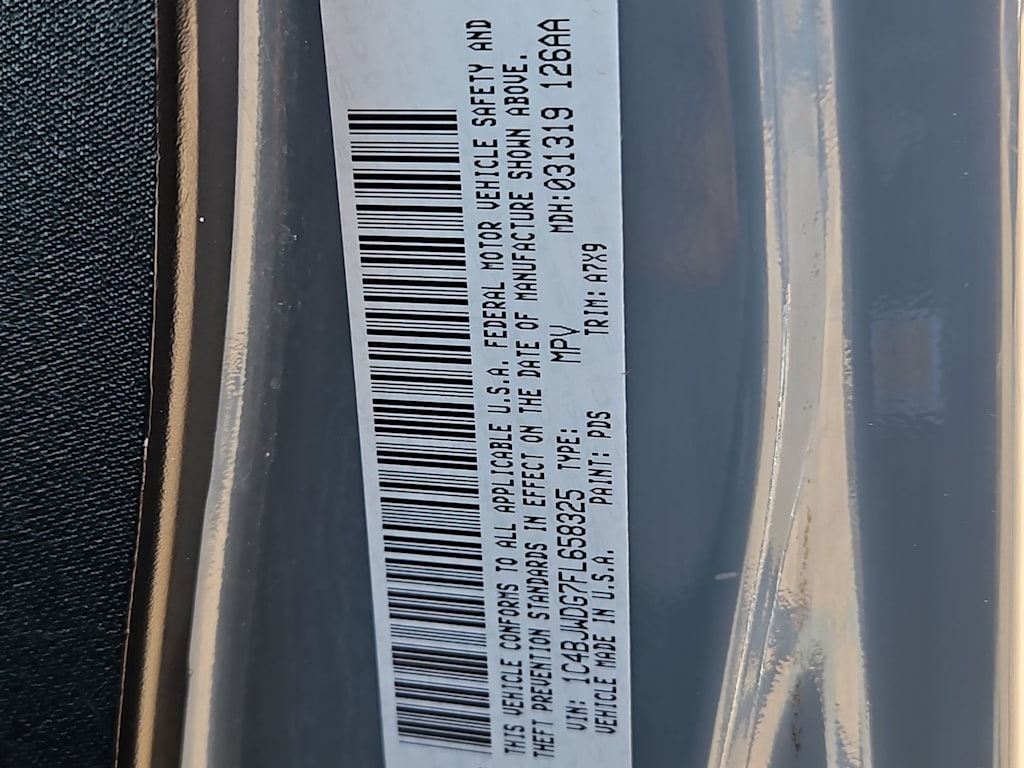 THIS VEHICLE CONFORMS TO ALL APPLICABLE U.S.A. FEDERAL MOTOR VEHICLE SAFETY AND
THEFT PREVENTION STANDARDS IN EFFECT ON THE DATE OF MANUFACTURE SHOWN ABOVE.
VIN: 1C4BJWDG7FL658325 TYPE: MPV MDH:031319 126AA
VEHICLE MADE IN U.S.A. PAINT: PDS TRIM: A7X9